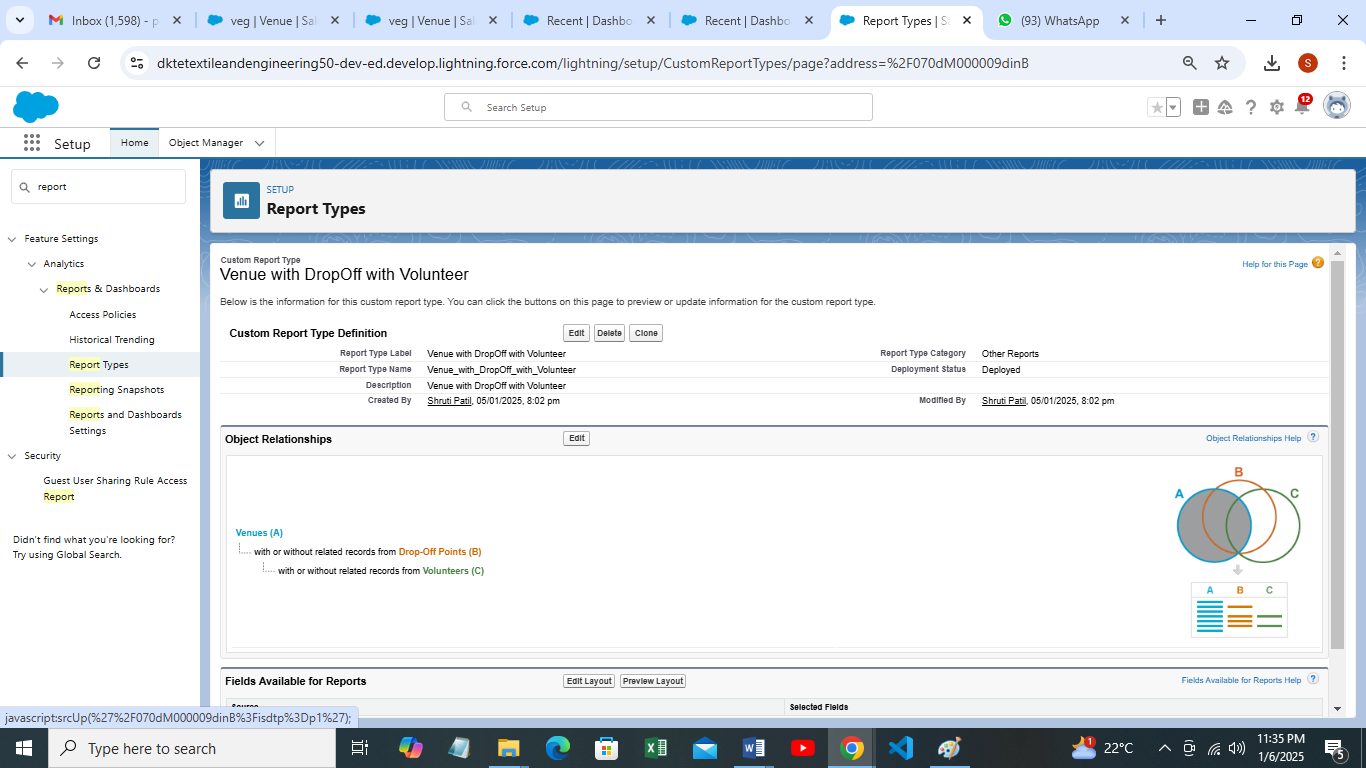 Inbox (1,598) - p
veg | Venue | Sal
veg | Venue | Sal
Recent | Dashbo
Recent | Dashbo
Report Types | S
(93) WhatsApp
dktetextileandengineering50-dev-ed.develop.lightning.force.com/lightning/setup/CustomReportTypes/page?address=%2F070dM000009dinB
S
Search Setup
12
Setup
Home
Object Manager
report
Feature Settings
Analytics
Reports & Dashboards
Access Policies
Historical Trending
Report Types
Reporting Snapshots
Reports and Dashboards
Settings
Security
Guest User Sharing Rule Access
Report
Didn't find what you're looking for?
Try using Global Search.
SETUP
Report Types
Custom Report Type
Venue with DropOff with Volunteer
Help for this Page ?
Below is the information for this custom report type. You can click the buttons on this page to preview or update information for the custom report type.
Custom Report Type Definition Edit Delete Clone
Report Type Label Venue with DropOff with Volunteer Report Type Category Other Reports
Report Type Name Venue_with_DropOff_with_Volunteer Deployment Status Deployed
Description Venue with DropOff with Volunteer
Created By Shruti Patil, 05/01/2025, 8:02 pm Modified By Shruti Patil, 05/01/2025, 8:02 pm
Object Relationships Edit Object Relationships Help ?
Venues (A)
with or without related records from Drop-Off Points (B)
with or without related records from Volunteers (C)
B
A C
A B C
Fields Available for Reports Edit Layout Preview Layout Fields Available for Reports Help ?
Source Selected Fields
javascript:srcUp(%27%2F070dM000009dinB%3Fisdtp%3Dp1%27);
Type here to search
1
22°C
11:35 PM
1/6/2025
5